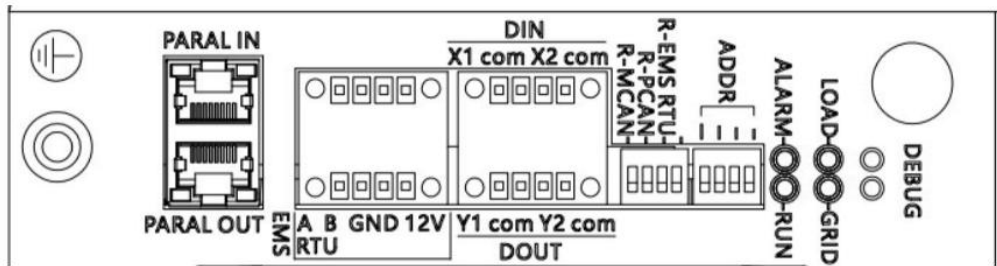 PARAL IN
DIN
X1 com X2 com
R-MCAN
R-PCAN
R-EMS RTU
ADDR
ALARM
LOAD
DEBUG
PARAL OUT
EMS
A B GND 12V
RTU
Y1 com Y2 com
DOUT
RUN
GRID